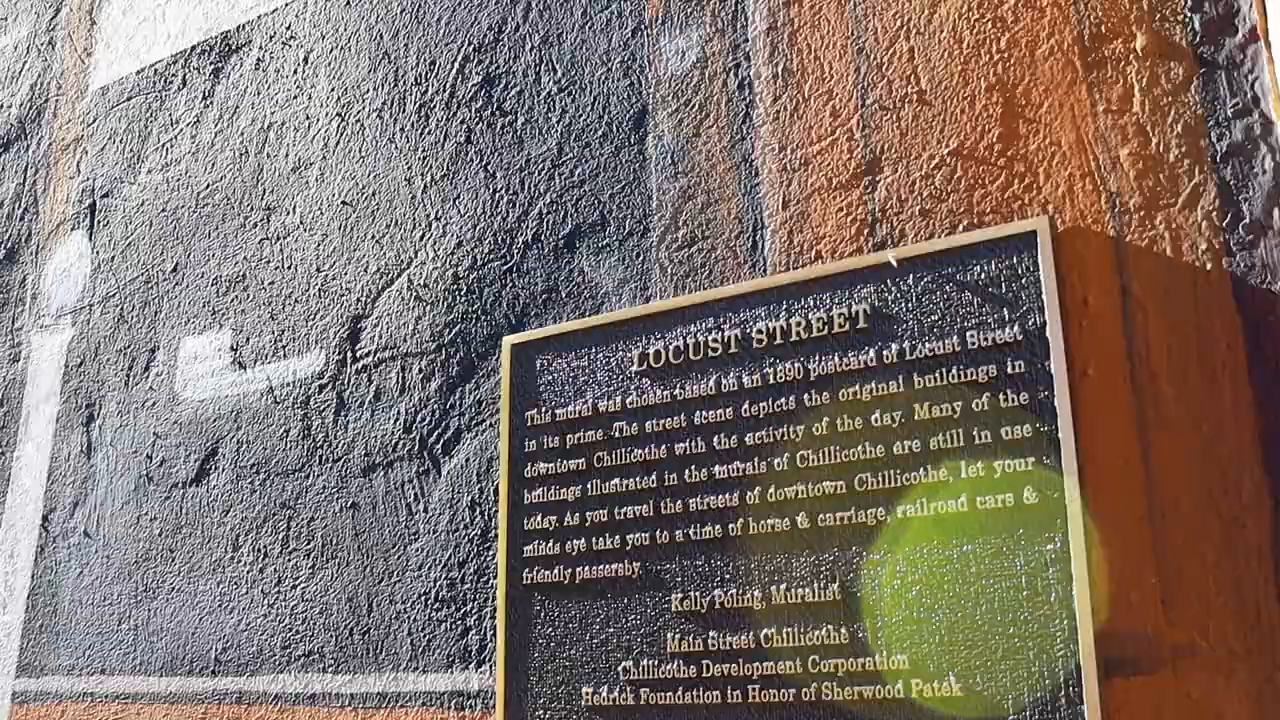 LOCUST STREET
This mural was chosen based on an 1890 postcard of Locust Street
in its prime. The street scene depicts the original buildings in
downtown Chillicothe with the activity of the day. Many of the
buildings illustrated in the murals of Chillicothe are still in use
today. As you travel the streets of downtown Chillicothe, let your
minds eye take you to a time of horse & carriage, railroad cars &
friendly passersby.
Kelly Poling, Muralist
Main Street Chillicothe
Chillicothe Development Corporation
Hedrick Foundation in Honor of Sherwood Patek